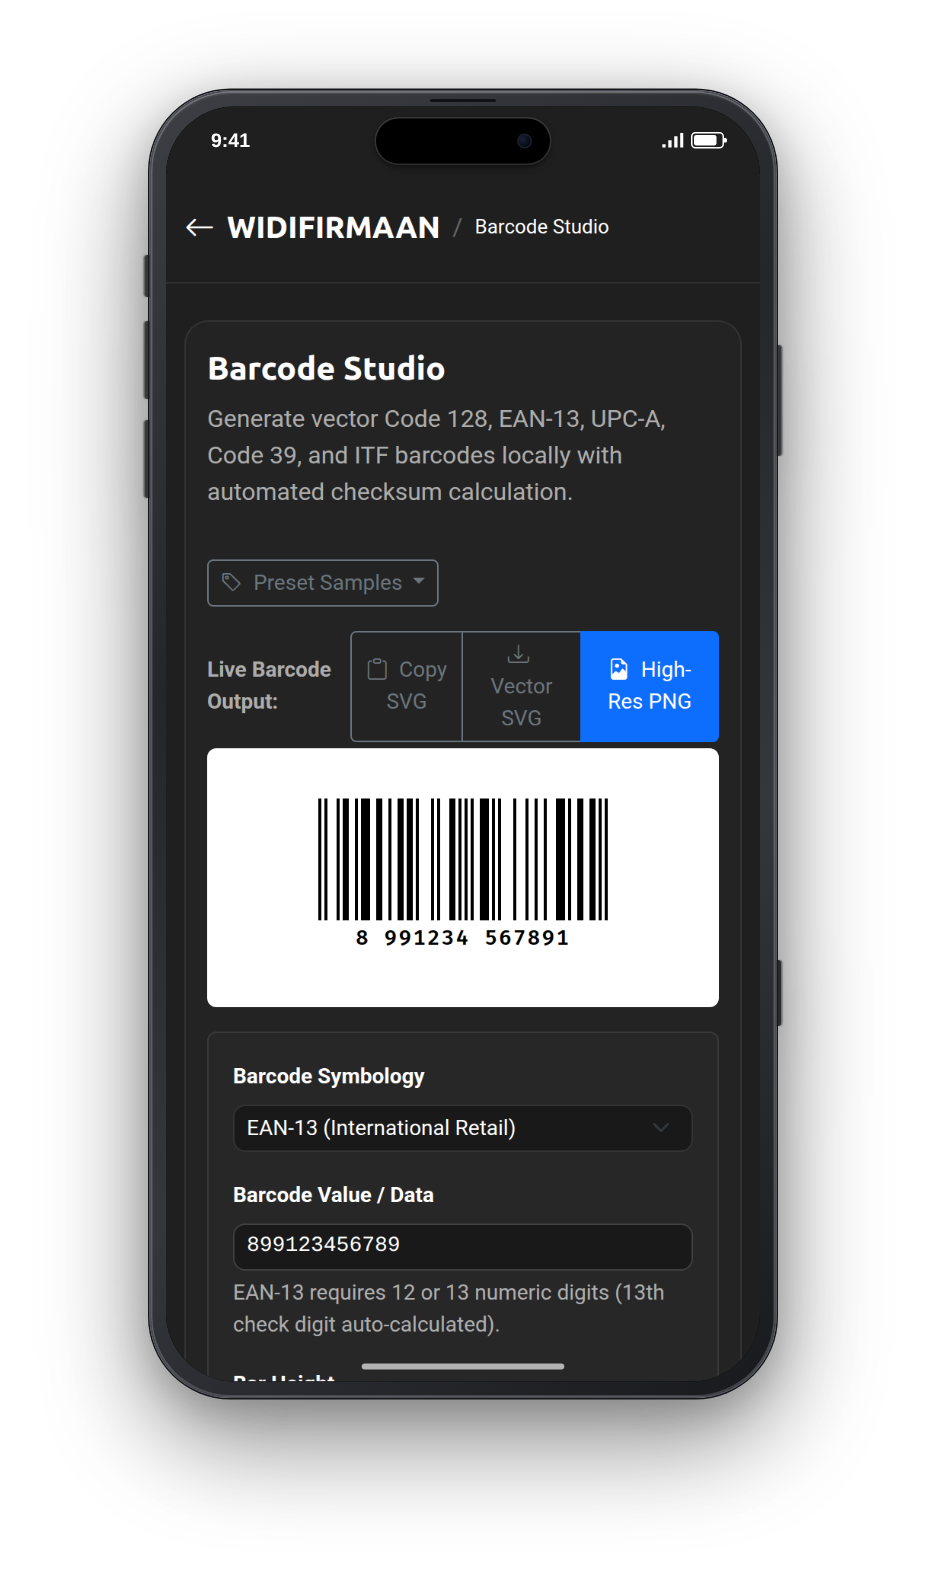 9:41
WIDIFIRMAAN / Barcode Studio
Barcode Studio
Generate vector Code 128, EAN-13, UPC-A,
Code 39, and ITF barcodes locally with
automated checksum calculation.
Preset Samples
Live Barcode
Output:
Copy
SVG
Vector
SVG
High-
Res PNG
8 991234 567891
Barcode Symbology
EAN-13 (International Retail)
Barcode Value / Data
899123456789
EAN-13 requires 12 or 13 numeric digits (13th
check digit auto-calculated).
Bar Height